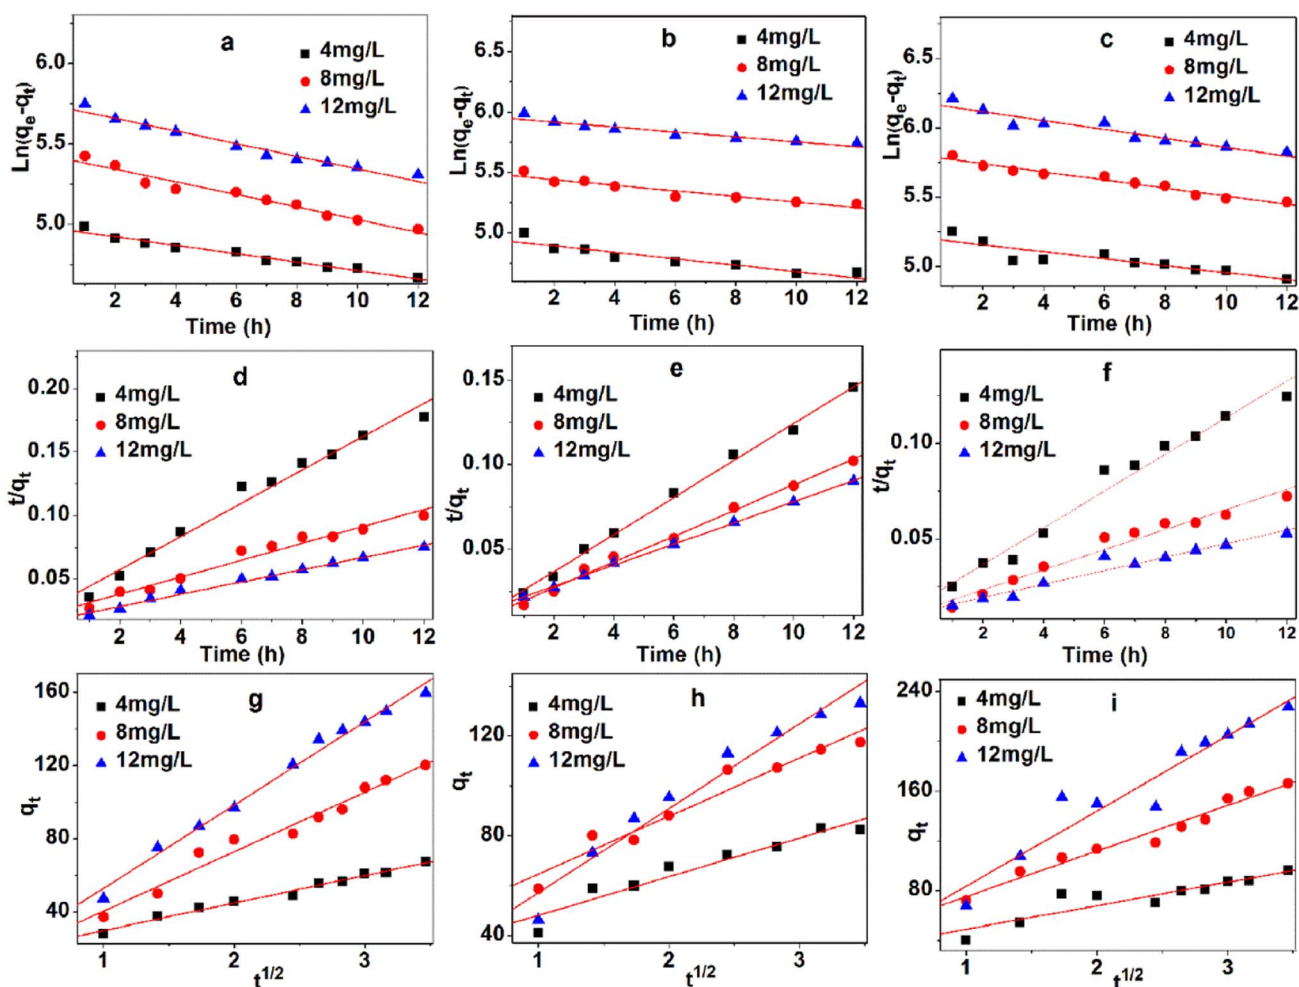 a
4mg/L
8mg/L
12mg/L
Ln(qe-qt)
6.0
5.5
5.0
2 4 6 8 10 12
Time (h)
b
4mg/L
8mg/L
12mg/L
Ln(qe-qt)
6.5
6.0
5.5
5.0
2 4 6 8 10 12
Time (h)
c
4mg/L
8mg/L
12mg/L
Ln(qe-qt)
6.5
6.0
5.5
5.0
2 4 6 8 10 12
Time (h)
d
4mg/L
8mg/L
12mg/L
t/qt
0.20
0.15
0.10
0.05
2 4 6 8 10 12
Time (h)
e
4mg/L
8mg/L
12mg/L
t/qt
0.15
0.10
0.05
2 4 6 8 10 12
Time (h)
f
4mg/L
8mg/L
12mg/L
t/qt
0.10
0.05
2 4 6 8 10 12
Time (h)
g
4mg/L
8mg/L
12mg/L
qt
160
120
80
40
1 2 3
t1/2
h
4mg/L
8mg/L
12mg/L
qt
120
80
40
1 2 3
t1/2
i
4mg/L
8mg/L
12mg/L
qt
240
160
80
1 2 3
t1/2